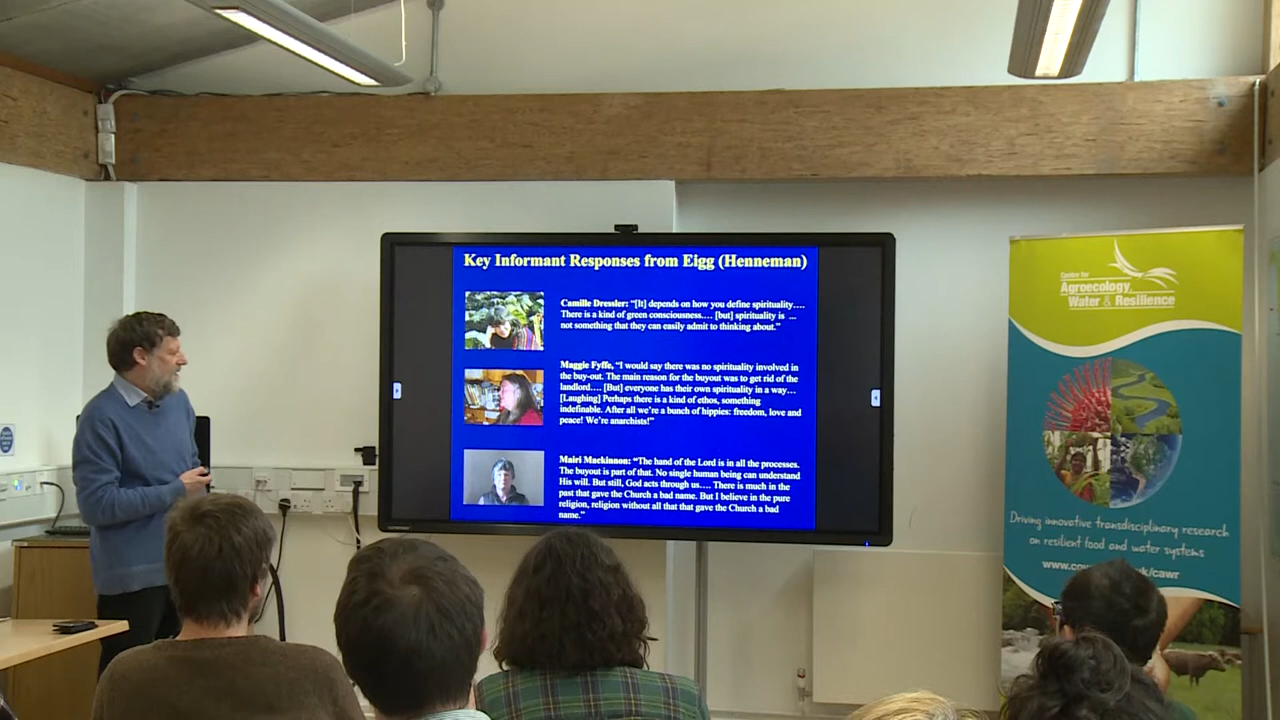 Key Informant Responses from Eigg (Henneman)
Camille Dressler: “[It] depends on how you define spirituality….
There is a kind of green consciousness.… [but] spirituality is ...
not something that they can easily admit to thinking about.”
Maggie Fyffe, “I would say there was no spirituality involved in
the buy-out. The main reason for the buyout was to get rid of the
landlord…. [But] everyone has their own spirituality in a way…
[Laughing] Perhaps there is a kind of ethos, something
indefinable. After all we’re a bunch of hippies: freedom, love and
peace! We’re anarchists!”
Mairi Mackinnon: “The hand of the Lord is in all the processes.
The buyout is part of that. No single human being can understand
His will. But still, God acts through us…. There is much in the
past that gave the Church a bad name. But I believe in the pure
religion, religion without all that that gave the Church a bad
name.”
Centre for
Agroecology,
Water & Resilience
Driving innovative transdisciplinary research
on resilient food and water systems
k/cawr